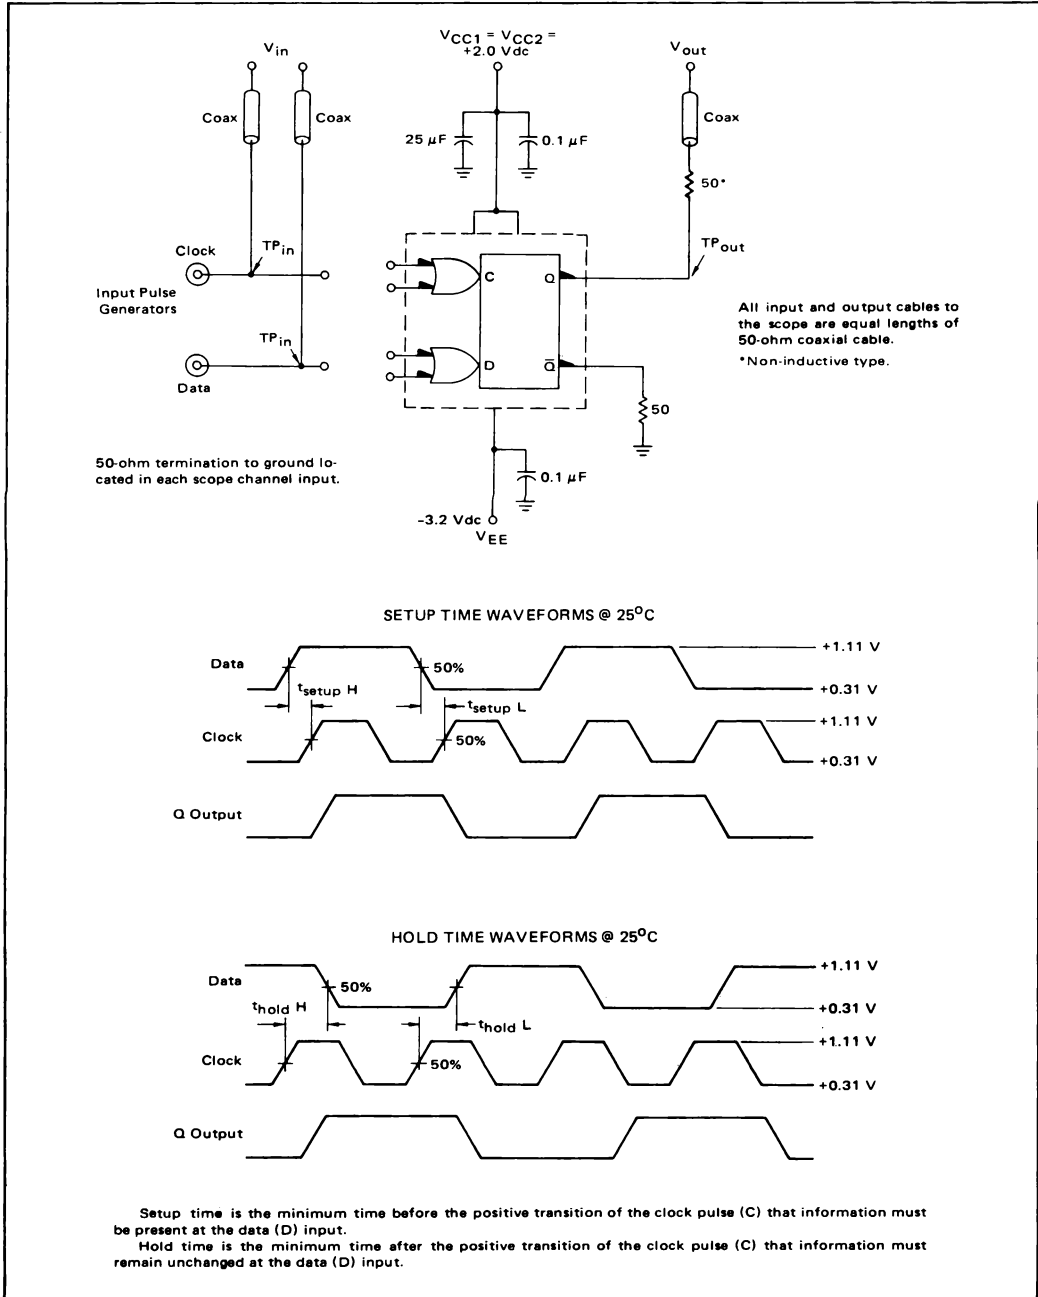 V_CC1 = V_CC2 =
+2.0 Vdc
V_in
V_out
Coax
Coax
Coax
25 μF
0.1 μF
50*
Clock
TP_in
TP_out
C
Q
Input Pulse
Generators
All input and output cables to
the scope are equal lengths of
50-ohm coaxial cable.
*Non-inductive type.
TP_in
D
Q̅
Data
50
50-ohm termination to ground lo-
cated in each scope channel input.
0.1 μF
-3.2 Vdc
V_EE
SETUP TIME WAVEFORMS @ 25°C
Data
50%
+1.11 V
+0.31 V
t_setup H
t_setup L
Clock
50%
+1.11 V
+0.31 V
Q Output
HOLD TIME WAVEFORMS @ 25°C
Data
50%
+1.11 V
+0.31 V
t_hold H
t_hold L
Clock
50%
+1.11 V
+0.31 V
Q Output
Setup time is the minimum time before the positive transition of the clock pulse (C) that information must
be present at the data (D) input.
Hold time is the minimum time after the positive transition of the clock pulse (C) that information must
remain unchanged at the data (D) input.